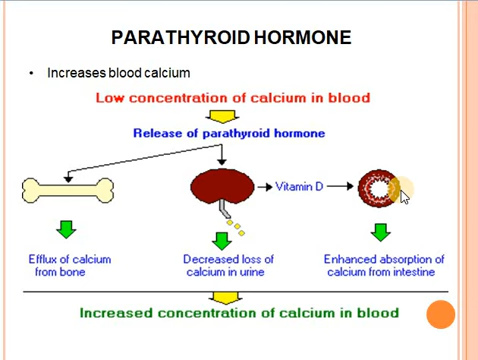 PARATHYROID HORMONE
• Increases blood calcium
Low concentration of calcium in blood
Release of parathyroid hormone
Vitamin D
Efflux of calcium
from bone
Decreased loss of
calcium in urine
Enhanced absorption of
calcium from intestine
Increased concentration of calcium in blood